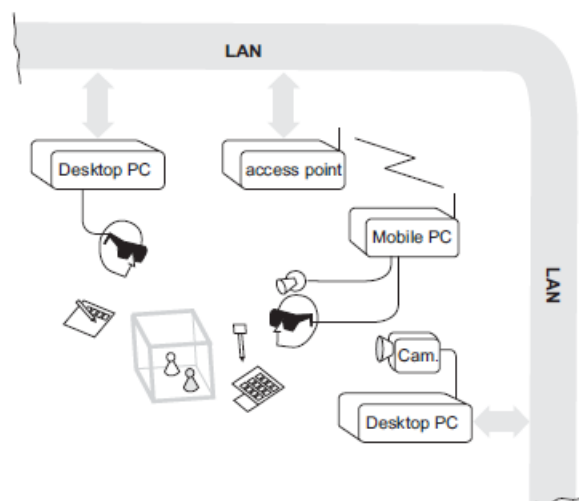 LAN
Desktop PC
access point
Mobile PC
LAN
Cam.
Desktop PC